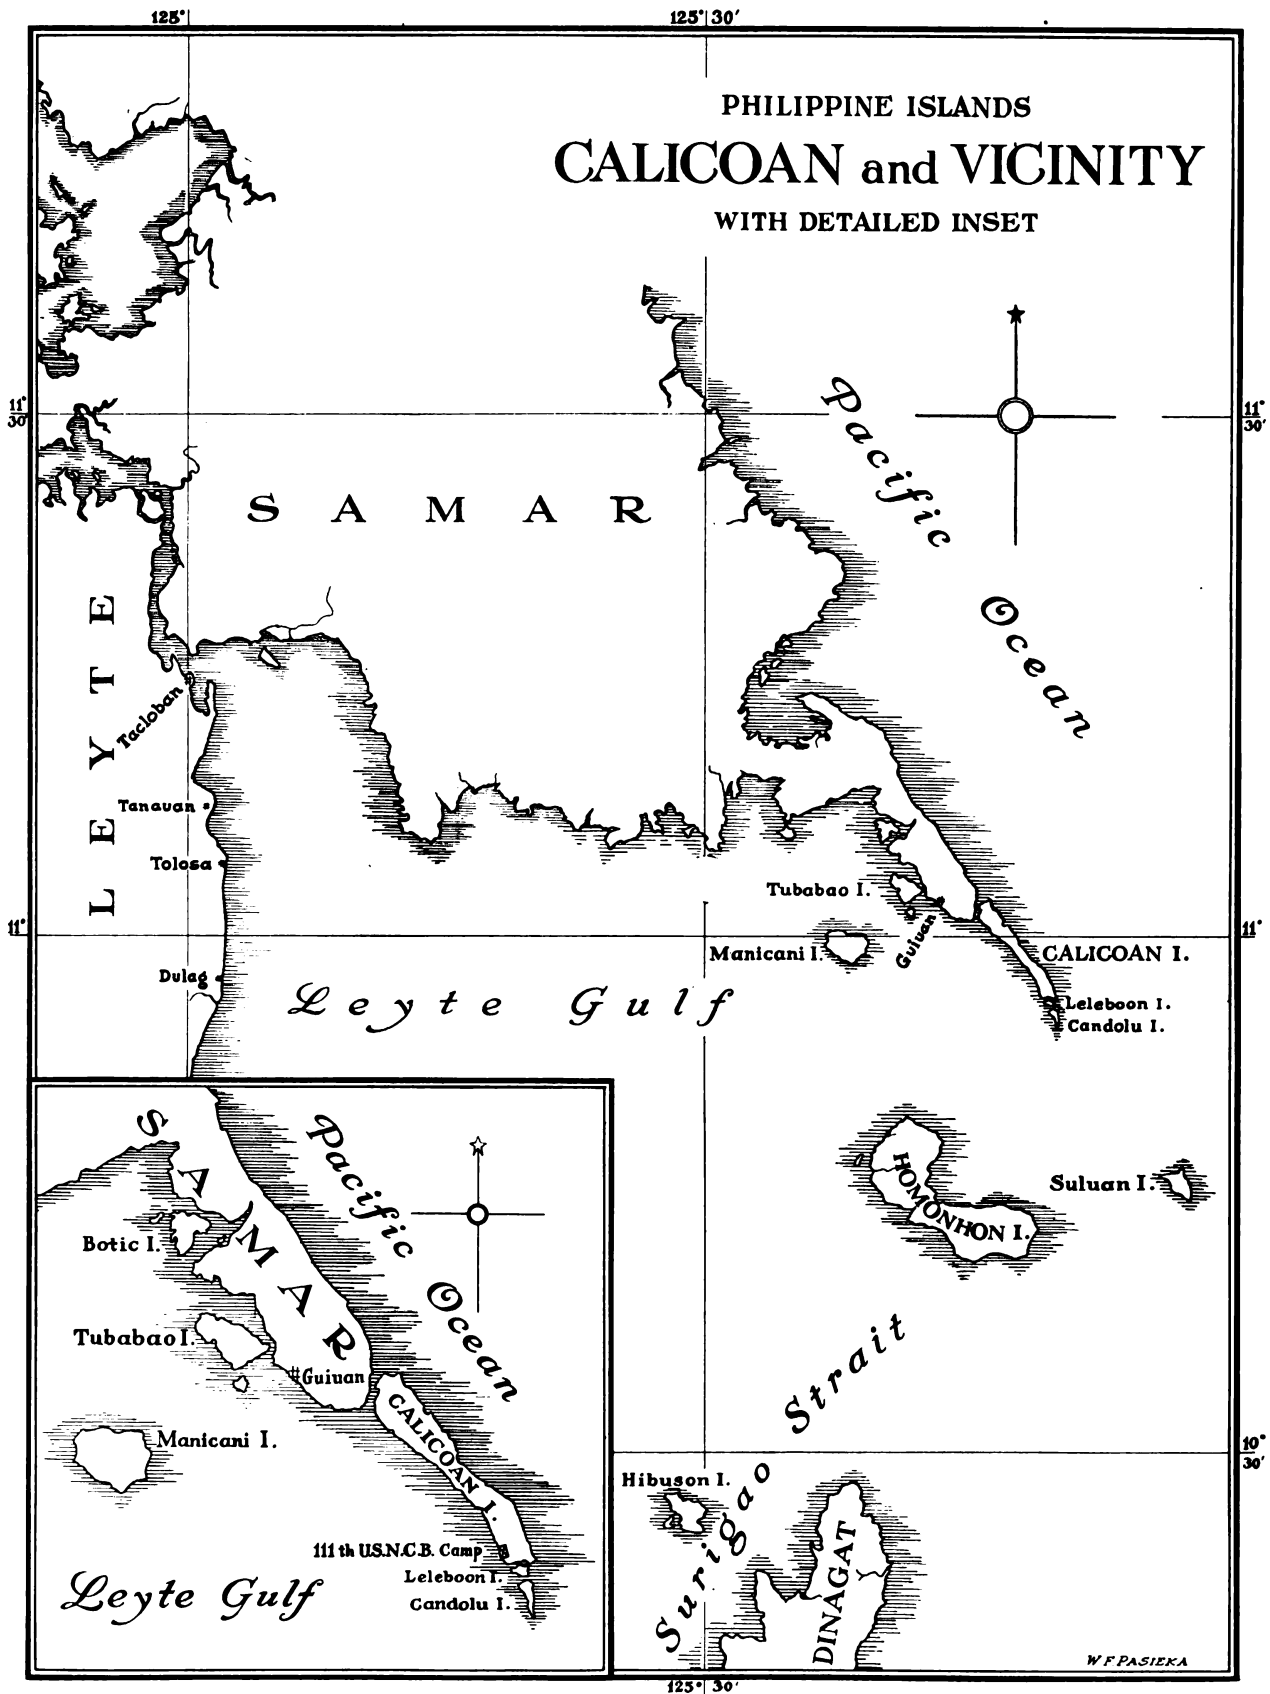 125° 125° 30'
PHILIPPINE ISLANDS
CALICOAN and VICINITY
WITH DETAILED INSET
11° 30'
11° 30'
Pacific
Ocean
SAMAR
LEYTE
Tacloban
Tanauan
Tolosa
Dulag
Tubabao I.
Guiuan
Manicani I.
11°
11°
CALICOAN I.
Leleboon I.
Candolu I.
Leyte Gulf
HOMONHON I.
Suluan I.
Surigao Strait
10° 30'
Hibuson I.
DINAGAT
W F PASIEKA
125° 30'
SAMAR
Pacific
Ocean
Botic I.
Tubabao I.
Guiuan
Manicani I.
CALICOAN I.
111th U.S.N.C.B. Camp
Leleboon I.
Candolu I.
Leyte Gulf